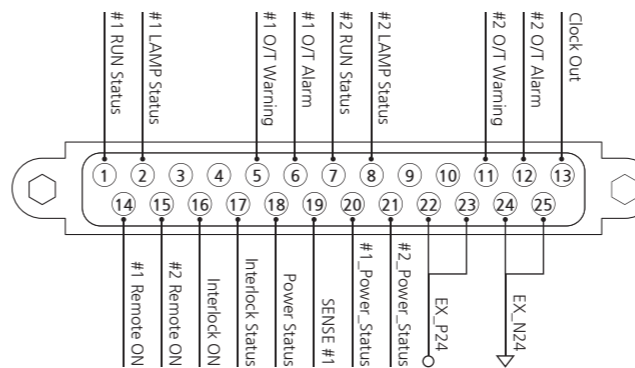 #1 RUN Status
#1 LAMP Status
#1 O/T Warning
#1 O/T Alarm
#2 RUN Status
#2 LAMP Status
#2 O/T Warning
#2 O/T Alarm
Clock Out
1 2 3 4 5 6 7 8 9 10 11 12 13
14 15 16 17 18 19 20 21 22 23 24 25
#1 Remote ON
#2 Remote ON
Interlock ON
Interlock Status
Power Status
SENSE #1
#1_Power_Status
#2_Power_Status
EX_P24
EX_N24